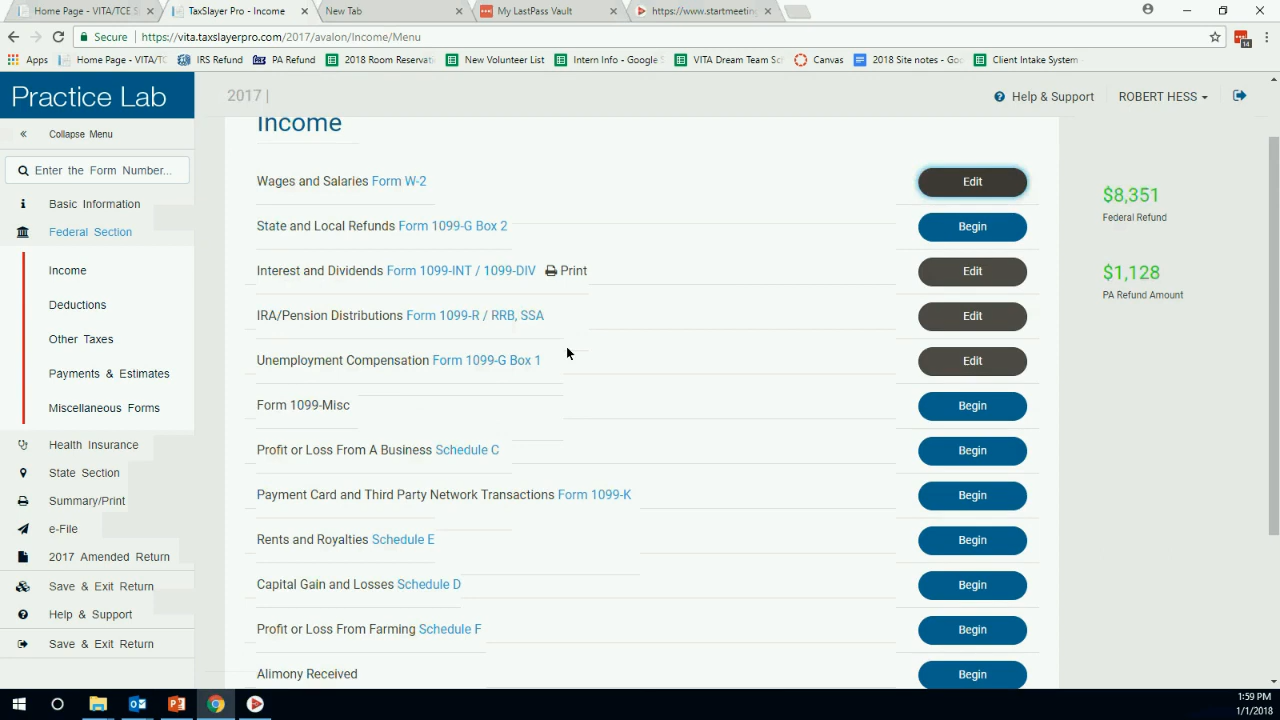 Home Page - VITA/TCE S
TaxSlayer Pro - Income
New Tab
My LastPass Vault
https://www.startmeetin
Secure
https://vita.taxslayerpro.com/2017/avalon/Income/Menu
14
Apps
Home Page - VITA/TC
IRS Refund
PA Refund
2018 Room Reservat
New Volunteer List
Intern Info - Google S
VITA Dream Team Sc
Canvas
2018 Site notes - Goo
Client Intake System
Practice Lab
2017 |
Help & Support
ROBERT HESS
Collapse Menu
Enter the Form Number...
Basic Information
Federal Section
Income
Deductions
Other Taxes
Payments & Estimates
Miscellaneous Forms
Health Insurance
State Section
Summary/Print
e-File
2017 Amended Return
Save & Exit Return
Help & Support
Save & Exit Return
Income
Wages and Salaries Form W-2 Edit
State and Local Refunds Form 1099-G Box 2 Begin
Interest and Dividends Form 1099-INT / 1099-DIV Print Edit
IRA/Pension Distributions Form 1099-R / RRB, SSA Edit
Unemployment Compensation Form 1099-G Box 1 Edit
Form 1099-Misc Begin
Profit or Loss From A Business Schedule C Begin
Payment Card and Third Party Network Transactions Form 1099-K Begin
Rents and Royalties Schedule E Begin
Capital Gain and Losses Schedule D Begin
Profit or Loss From Farming Schedule F Begin
Alimony Received Begin
$8,351
Federal Refund
$1,128
PA Refund Amount
1:59 PM
1/1/2018